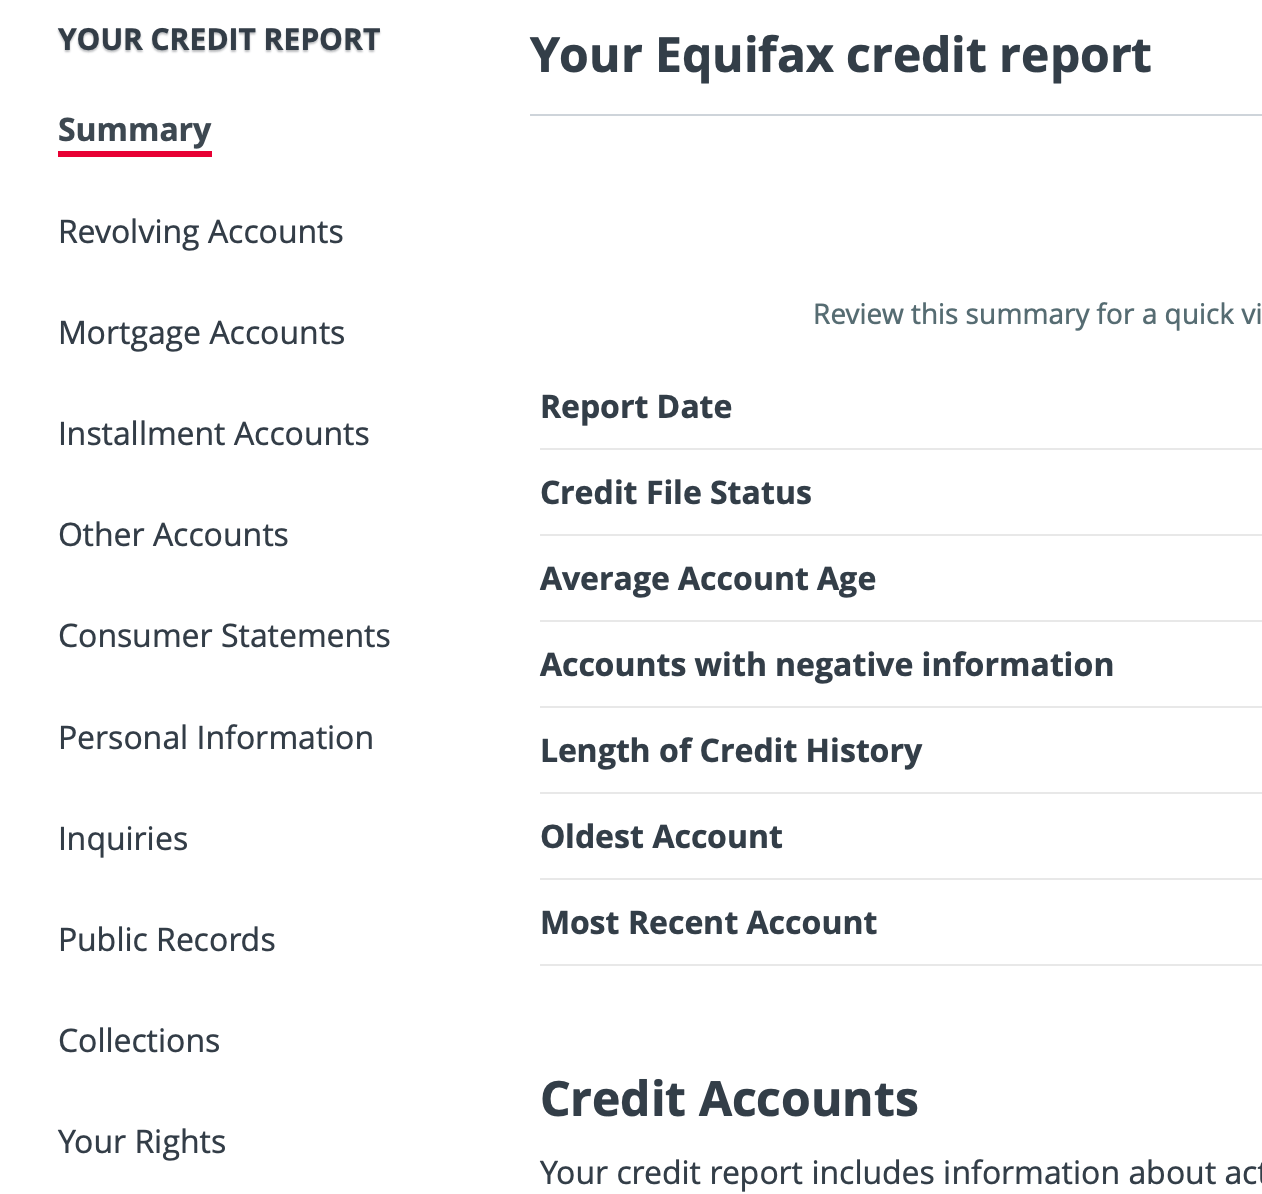 YOUR CREDIT REPORT
Summary
Revolving Accounts
Mortgage Accounts
Installment Accounts
Other Accounts
Consumer Statements
Personal Information
Inquiries
Public Records
Collections
Your Rights
Your Equifax credit report
Review this summary for a quick vi
Report Date
Credit File Status
Average Account Age
Accounts with negative information
Length of Credit History
Oldest Account
Most Recent Account
Credit Accounts
Your credit report includes information about act